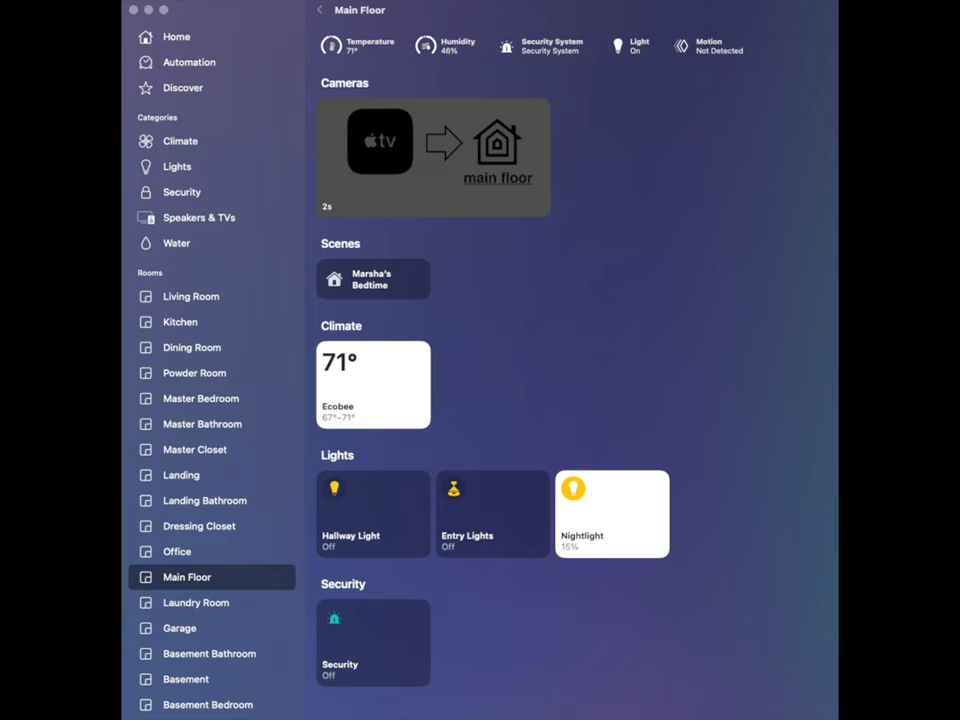 Home
Automation
Discover
Categories
Climate
Lights
Security
Speakers & TVs
Water
Rooms
Living Room
Kitchen
Dining Room
Powder Room
Master Bedroom
Master Bathroom
Master Closet
Landing
Landing Bathroom
Dressing Closet
Office
Main Floor
Laundry Room
Garage
Basement Bathroom
Basement
Basement Bedroom
Main Floor
Temperature
71°
Humidity
46%
Security System
Security System
Light
On
Motion
Not Detected
Cameras
tv
main floor
2s
Scenes
Marsha's
Bedtime
Climate
71°
Ecobee
67°–71°
Lights
Hallway Light
Off
Entry Lights
Off
Nightlight
15%
Security
Security
Off